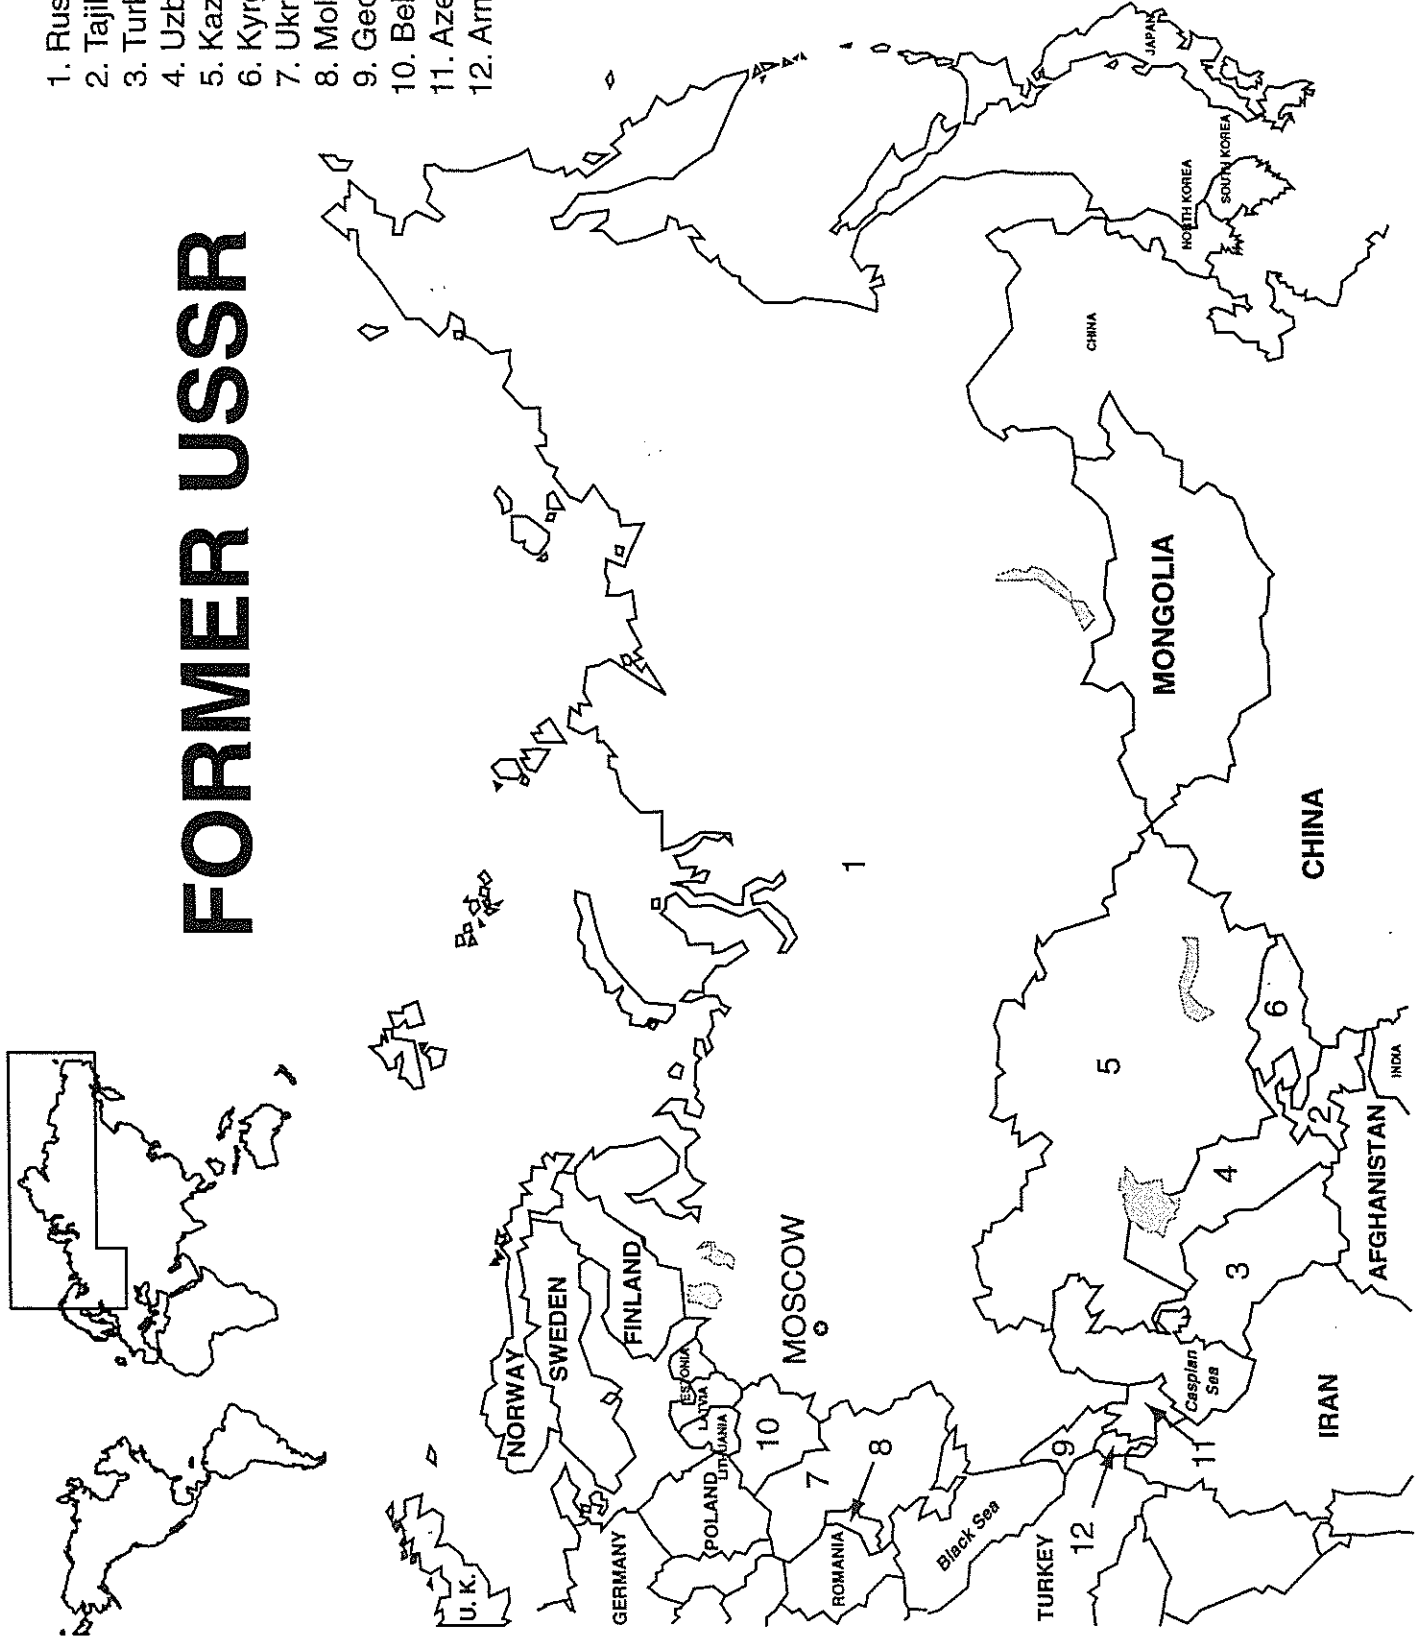 FORMER USSR
1. Rus
2. Tajik
3. Turk
4. Uzb
5. Kaz
6. Kyrg
7. Ukr
8. Mol
9. Geo
10. Bel
11. Aze
12. Arm
U. K.
NORWAY
SWEDEN
FINLAND
GERMANY
POLAND
ESTONIA
LATVIA
LITHUANIA
10
MOSCOW
1
7
8
ROMANIA
Black Sea
TURKEY
12
9
11
Caspian
Sea
IRAN
3
4
5
2
6
AFGHANISTAN
INDIA
CHINA
MONGOLIA
CHINA
NORTH KOREA
SOUTH KOREA
JAPAN